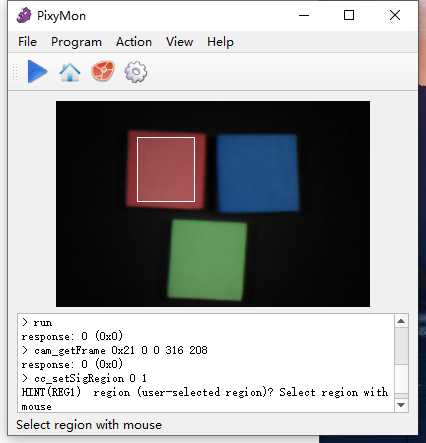 PixyMon
File Program Action View Help
> run
response: 0 (0x0)
> cam_getFrame 0x21 0 0 316 208
response: 0 (0x0)
> cc_setSigRegion 0 1
HINT(REG1) region (user-selected region)? Select region with
mouse
Select region with mouse